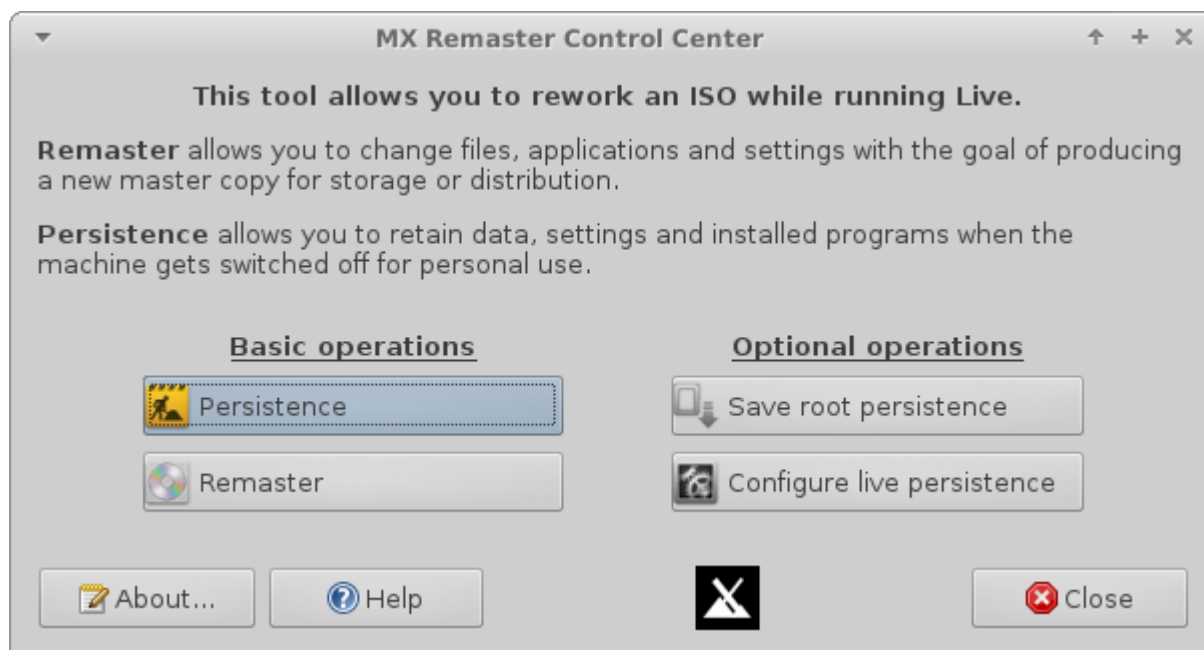 MX Remaster Control Center
This tool allows you to rework an ISO while running Live.
Remaster allows you to change files, applications and settings with the goal of producing
a new master copy for storage or distribution.
Persistence allows you to retain data, settings and installed programs when the
machine gets switched off for personal use.
Basic operations
Persistence
Remaster
Optional operations
Save root persistence
Configure live persistence
About...
Help
Close